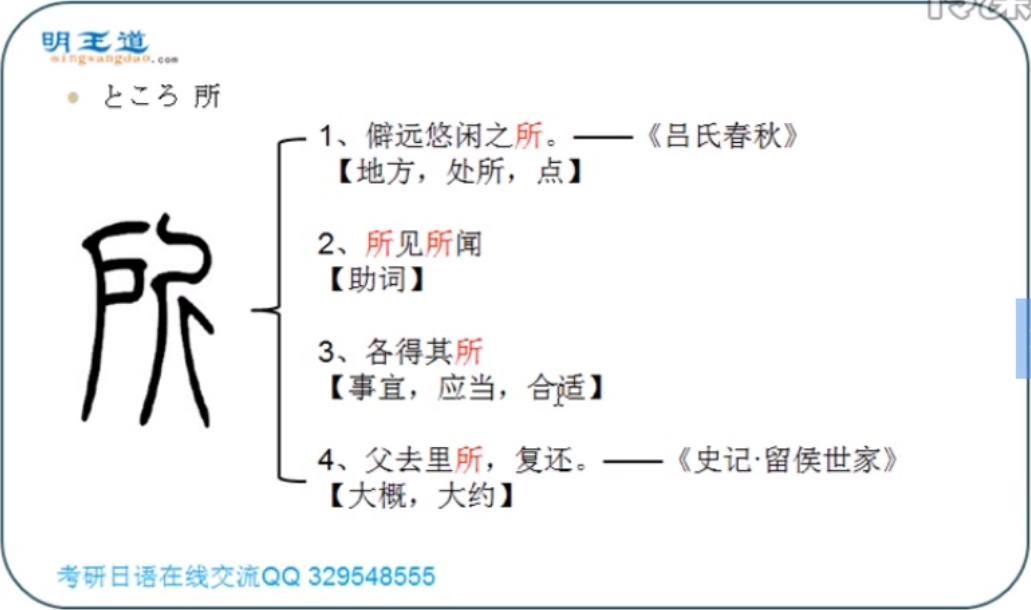 明王道
mingwangdao.com
ところ 所
所
1、僻远悠闲之所。——《吕氏春秋》
【地方，处所，点】
2、所见所闻
【助词】
3、各得其所
【事宜，应当，合适】
4、父去里所，复还。——《史记·留侯世家》
【大概，大约】
考研日语在线交流QQ 329548555